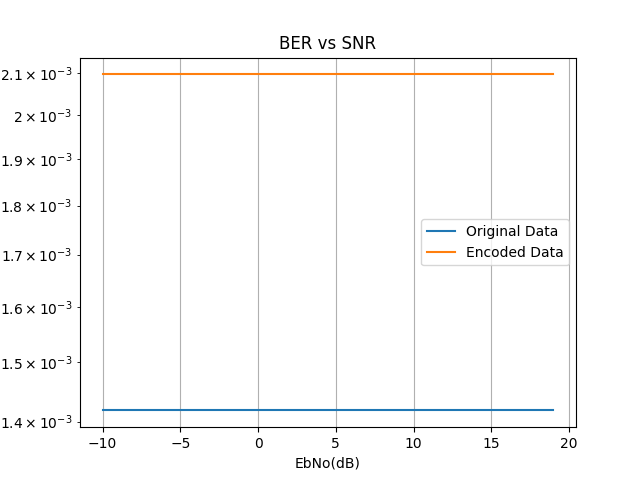 BER vs SNR
2.1 × 10⁻³
2 × 10⁻³
1.9 × 10⁻³
1.8 × 10⁻³
1.7 × 10⁻³
1.6 × 10⁻³
1.5 × 10⁻³
1.4 × 10⁻³
Original Data
Encoded Data
−10 −5 0 5 10 15 20
EbNo(dB)